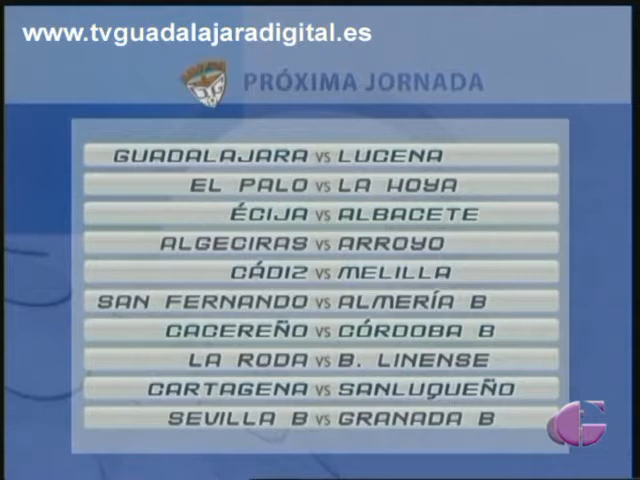 www.tvguadalajaradigital.es
PRÓXIMA JORNADA
GUADALAJARA VS LUCENA
EL PALO VS LA HOYA
ÉCIJA VS ALBACETE
ALGECIRAS VS ARROYO
CÁDIZ VS MELILLA
SAN FERNANDO VS ALMERÍA B
CACEREÑO VS CÓRDOBA B
LA RODA VS B. LINENSE
CARTAGENA VS SANLUQUEÑO
SEVILLA B VS GRANADA B